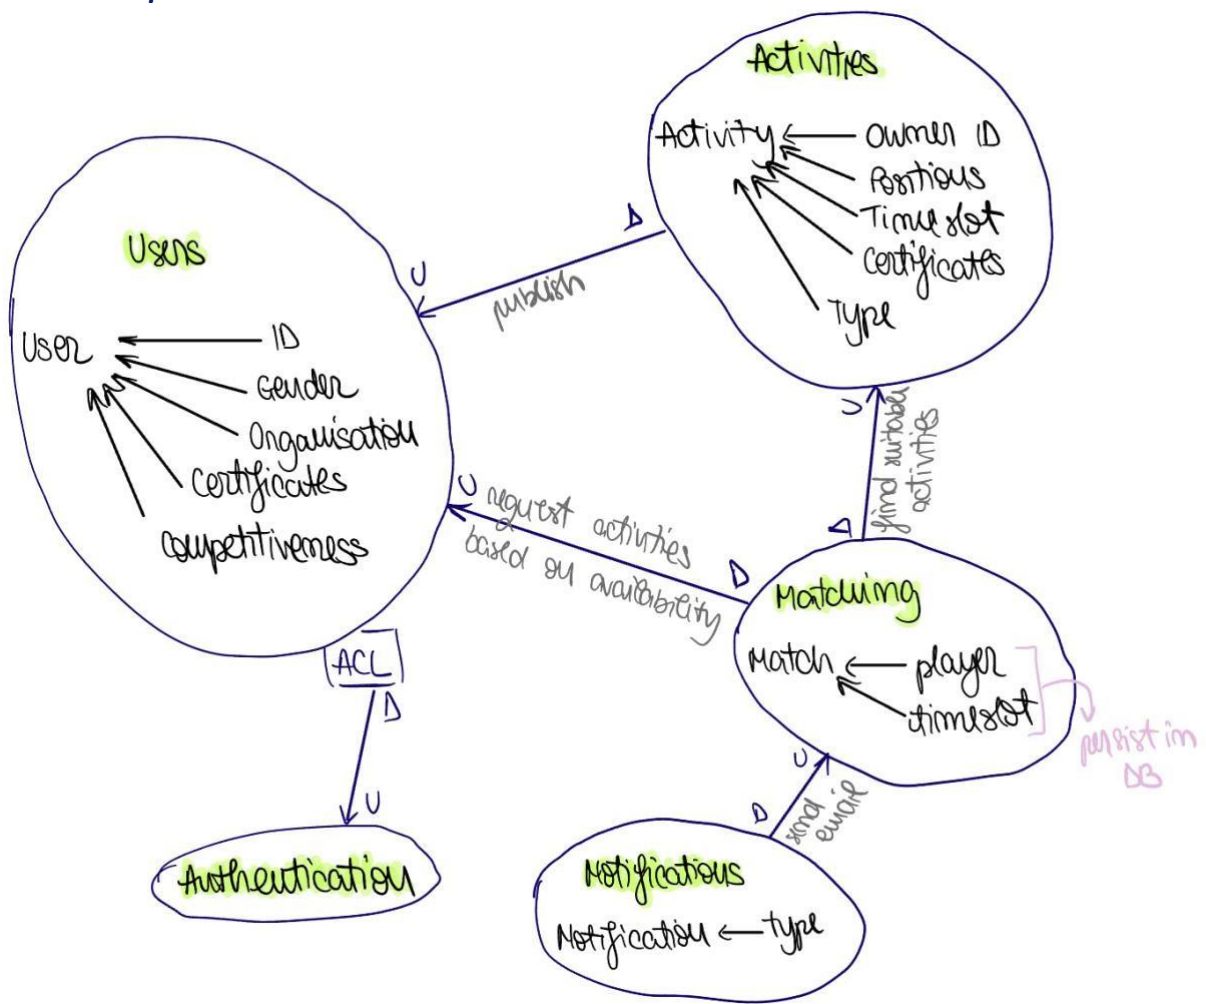 Activities
Activity
Owner ID
Positions
Timeslot
Certificates
Type
Users
User
ID
Gender
Organisation
Certificates
Competitiveness
D
U
publish
U
D
find suitable
activities
U
D
request activities
based on availability
Matching
Match
player
timeslot
persist in
DB
ACL
D
U
Authentication
U
D
send
email
Notifications
Notification
type